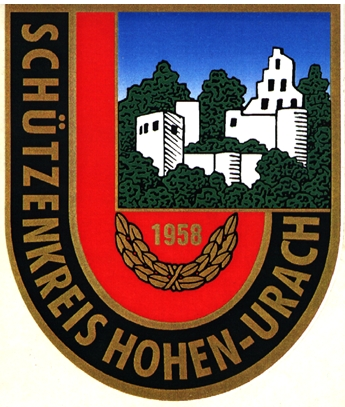 SCHÜTZENKREIS HOHEN-URACH
1958